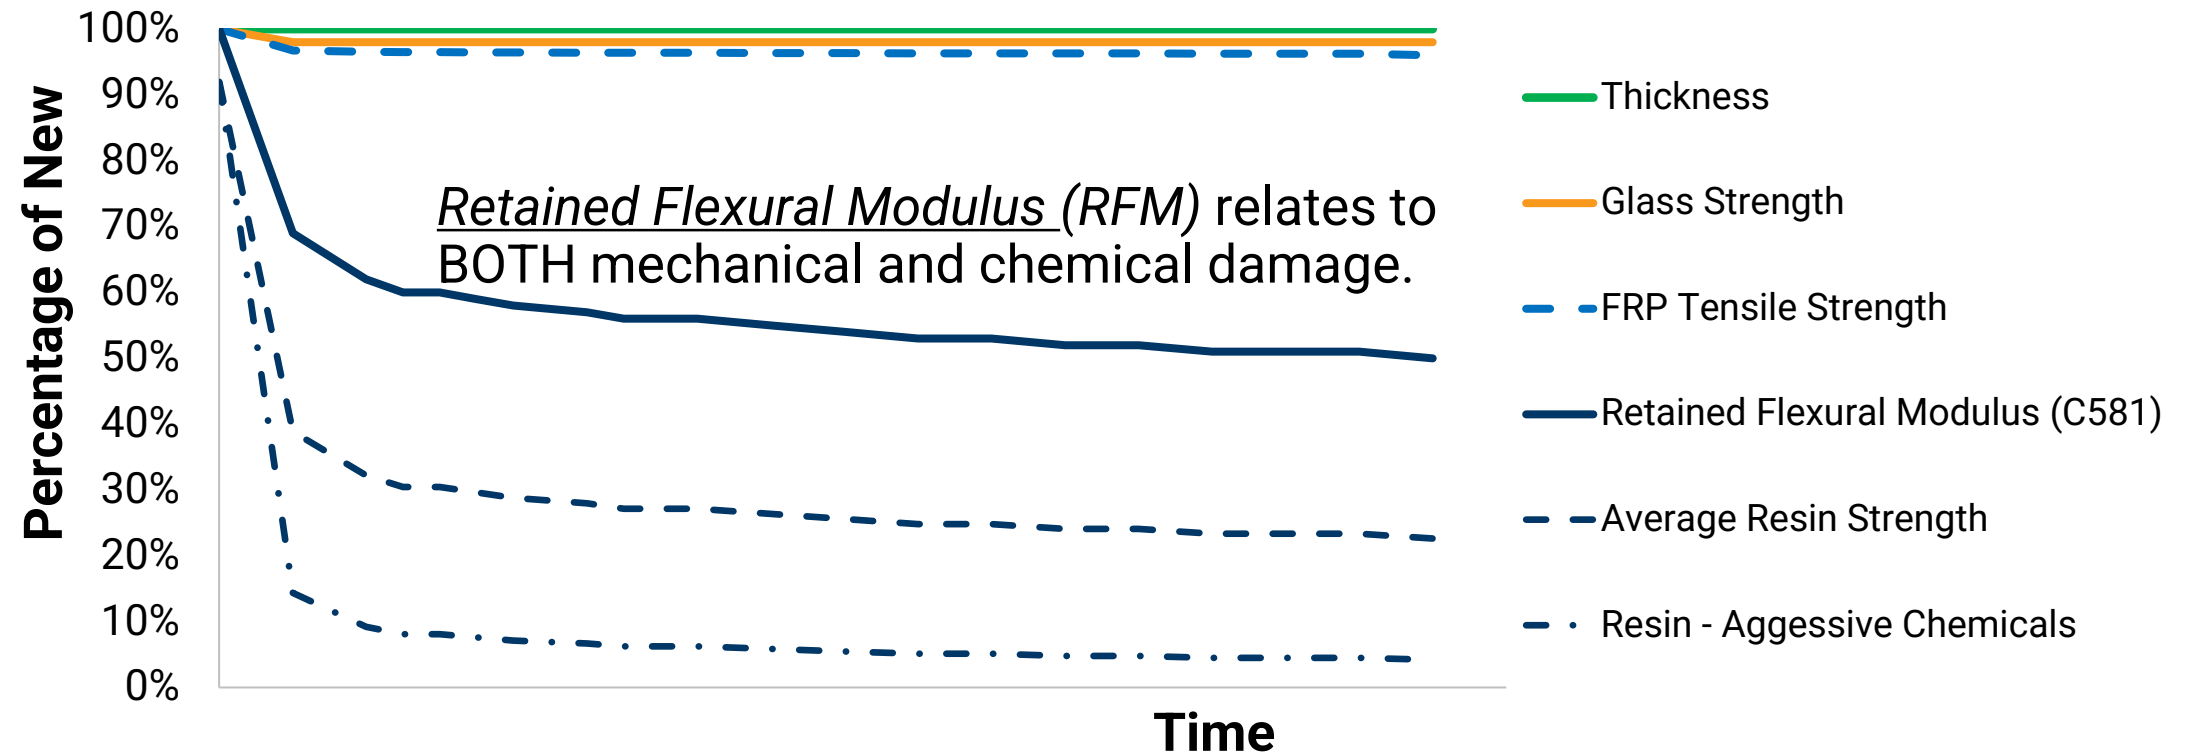 100%
90%
80%
70%
60%
50%
40%
30%
20%
10%
0%
Percentage of New
Retained Flexural Modulus (RFM) relates to
BOTH mechanical and chemical damage.
Time
Thickness
Glass Strength
FRP Tensile Strength
Retained Flexural Modulus (C581)
Average Resin Strength
Resin - Aggessive Chemicals